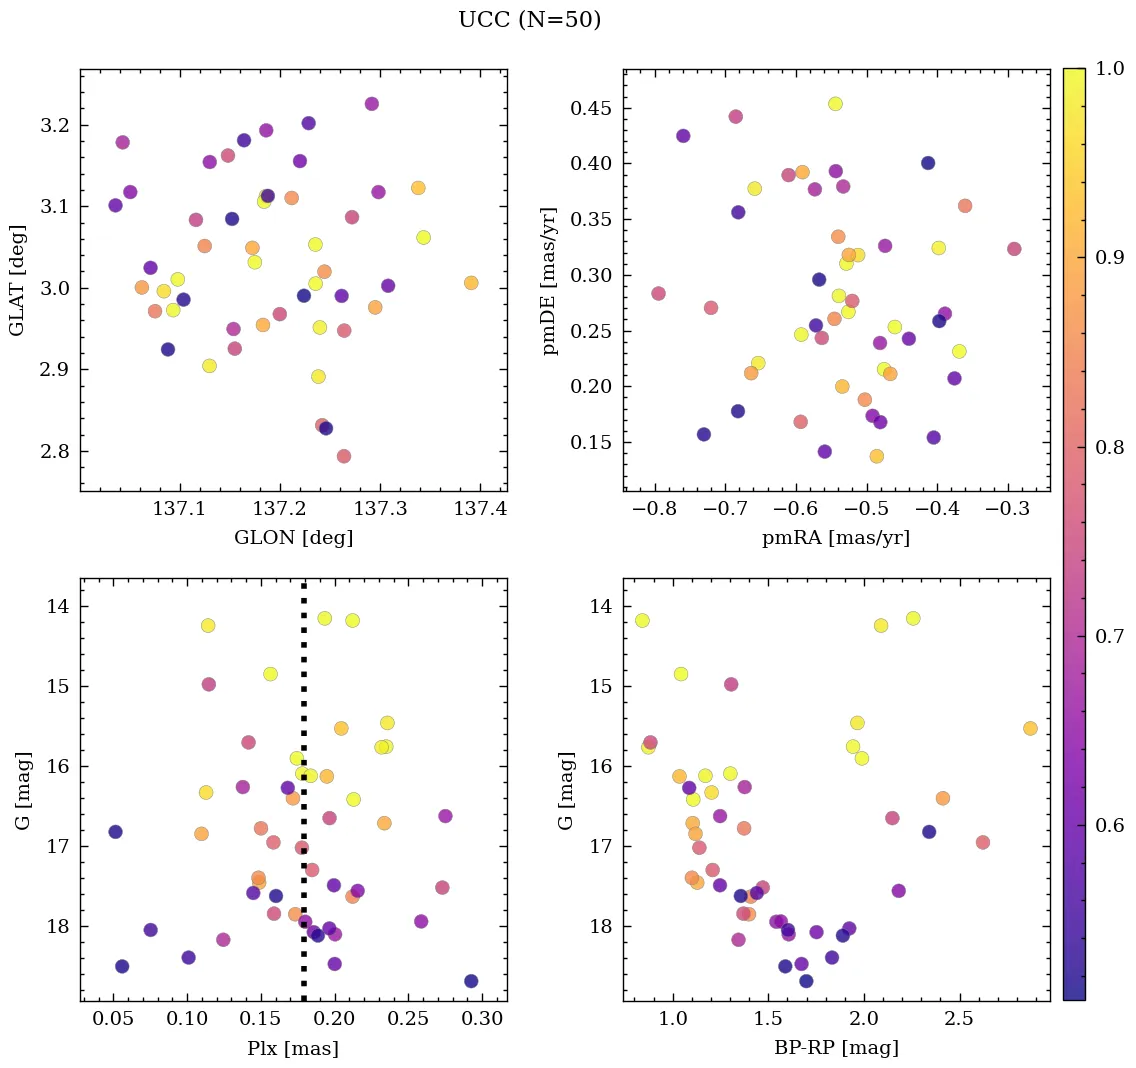 UCC (N=50)
3.2
3.1
3.0
2.9
2.8
GLAT [deg]
137.1 137.2 137.3 137.4
GLON [deg]
0.45
0.40
0.35
0.30
0.25
0.20
0.15
pmDE [mas/yr]
−0.8 −0.7 −0.6 −0.5 −0.4 −0.3
pmRA [mas/yr]
14
15
16
17
18
G [mag]
0.05 0.10 0.15 0.20 0.25 0.30
Plx [mas]
14
15
16
17
18
G [mag]
1.0 1.5 2.0 2.5
BP-RP [mag]
1.0
0.9
0.8
0.7
0.6